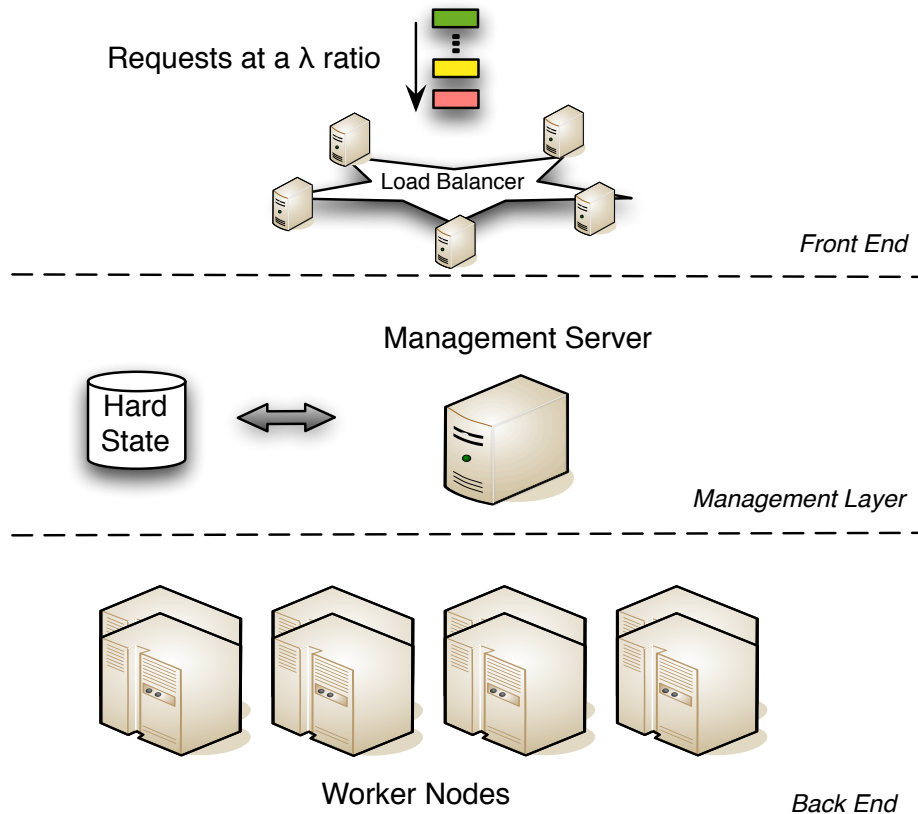 Requests at a λ ratio
Load Balancer
Front End
Management Server
Hard
State
Management Layer
Worker Nodes
Back End